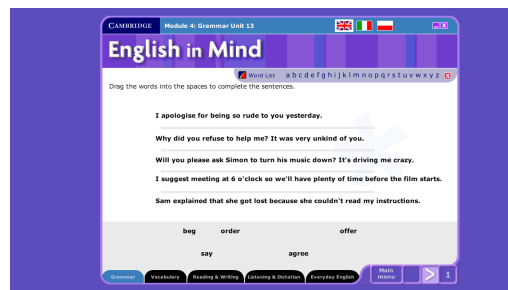 CAMBRIDGE Module 4: Grammar Unit 13
English in Mind
Word List a b c d e f g h i j k l m n o p q r s t u v w x y z
Drag the words into the spaces to complete the sentences.
I apologise for being so rude to you yesterday.
Why did you refuse to help me? It was very unkind of you.
Will you please ask Simon to turn his music down? It's driving me crazy.
I suggest meeting at 6 o'clock so we'll have plenty of time before the film starts.
Sam explained that she got lost because she couldn't read my instructions.
beg order offer
say agree
Grammar Vocabulary Reading & Writing Listening & Dictation Everyday English Main menu > 1